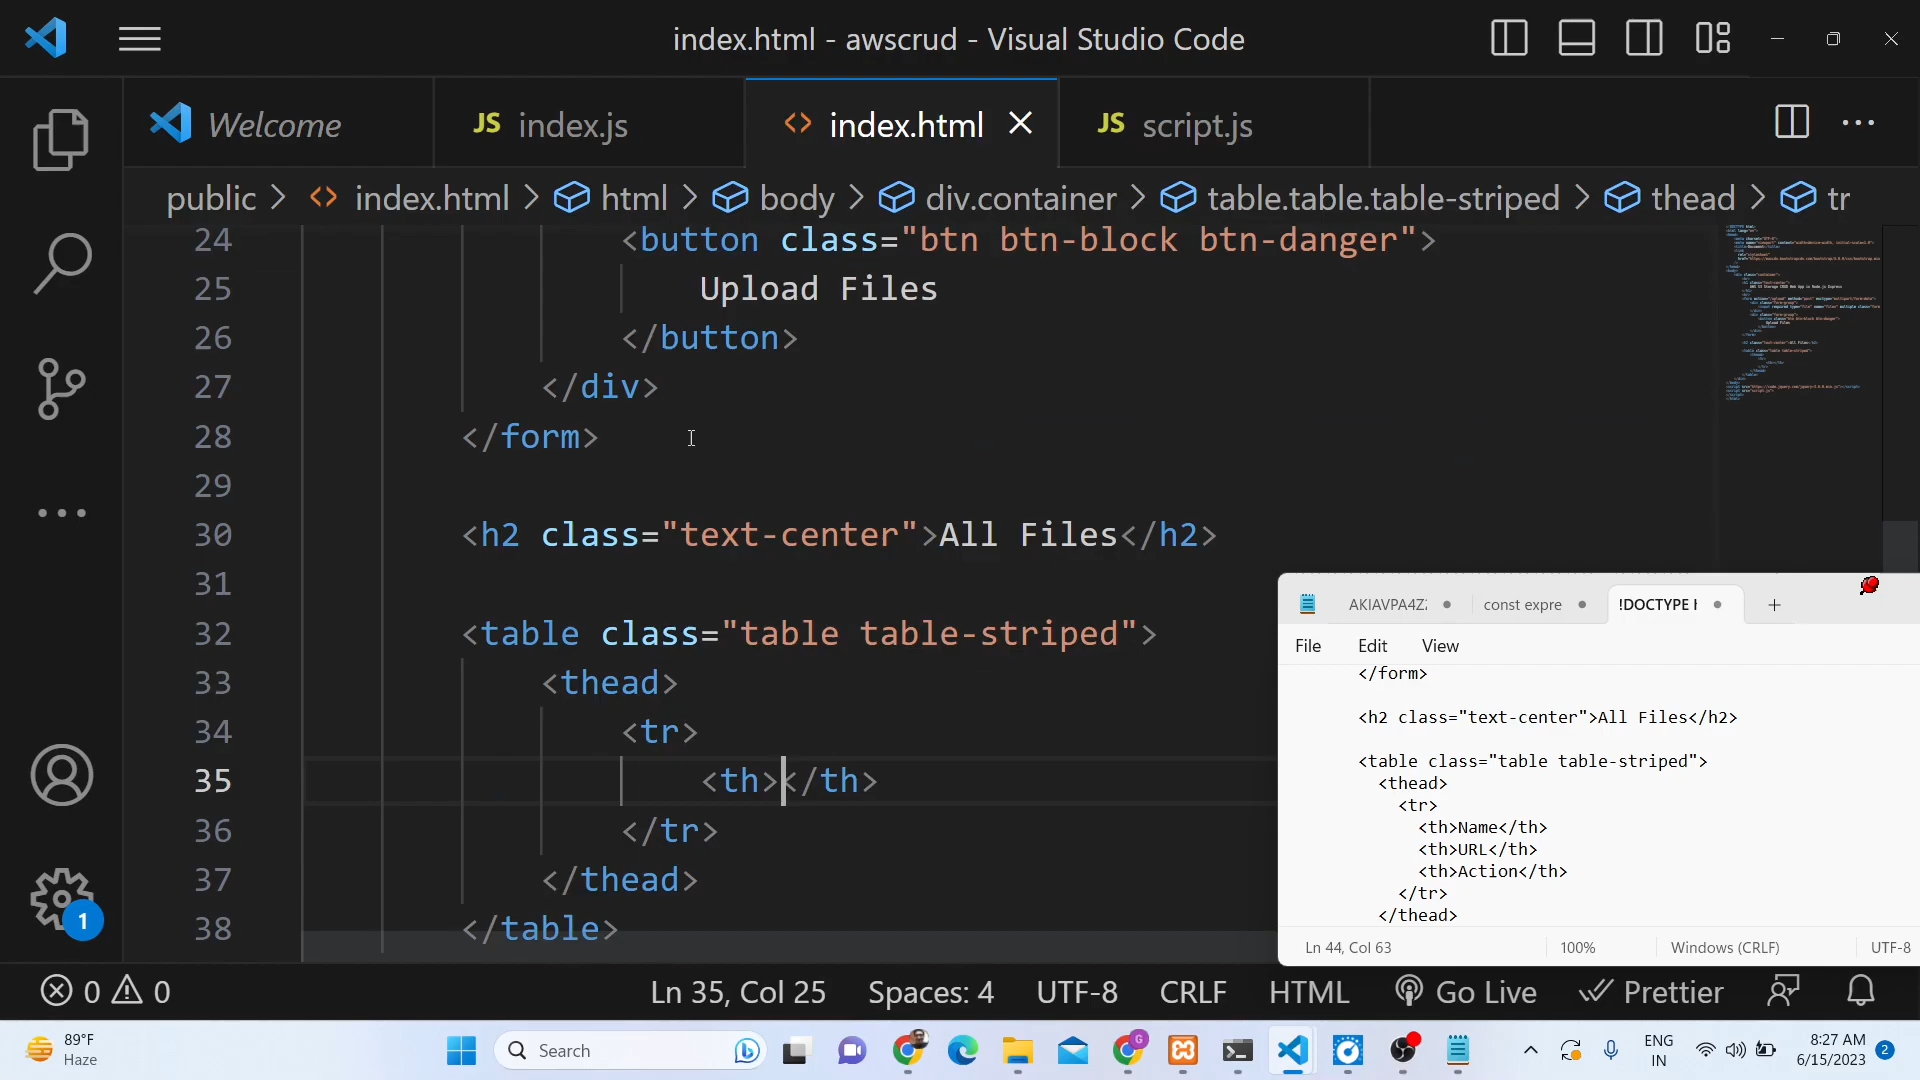 index.html - awscrud - Visual Studio Code
Welcome
JS index.js
<> index.html
JS script.js
public > <> index.html > html > body > div.container > table.table.table-striped > thead > tr
24 <button class="btn btn-block btn-danger">
25 Upload Files
26 </button>
27 </div>
28 </form>
29
30 <h2 class="text-center">All Files</h2>
31
32 <table class="table table-striped">
33 <thead>
34 <tr>
35 <th></th>
36 </tr>
37 </thead>
38 </table>
1
AKIAVPA4Z
const expre
!DOCTYPE h
File Edit View
</form>
<h2 class="text-center">All Files</h2>
<table class="table table-striped">
<thead>
<tr>
<th>Name</th>
<th>URL</th>
<th>Action</th>
</tr>
</thead>
Ln 44, Col 63 100% Windows (CRLF) UTF-8
0 0 Ln 35, Col 25 Spaces: 4 UTF-8 CRLF HTML Go Live Prettier
89°F
Haze
Search
ENG
IN
8:27 AM
6/15/2023
2